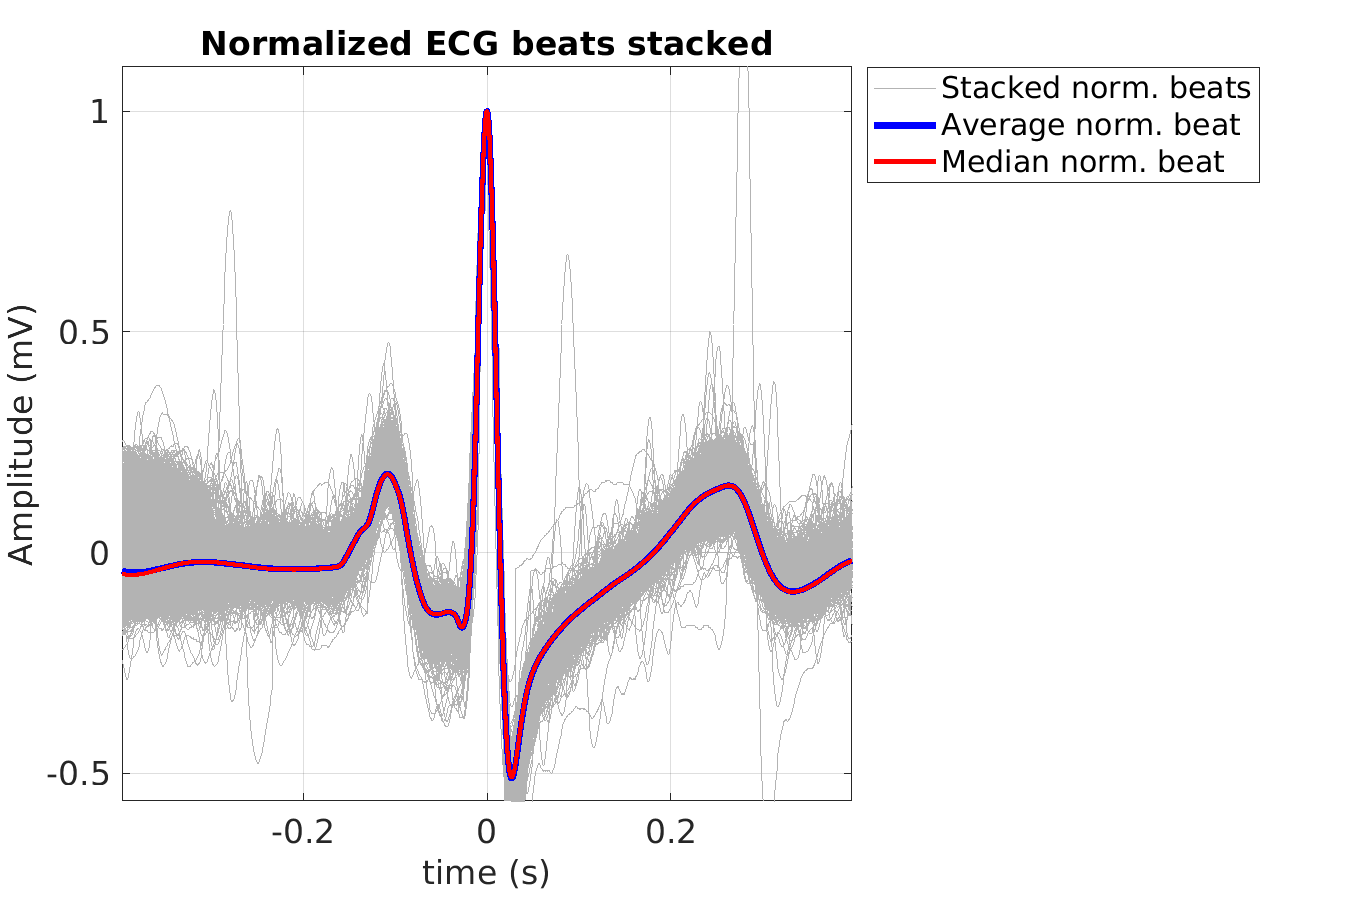 Normalized ECG beats stacked
Stacked norm. beats
Average norm. beat
Median norm. beat
Amplitude (mV)
1
0.5
0
-0.5
-0.2
0
0.2
time (s)